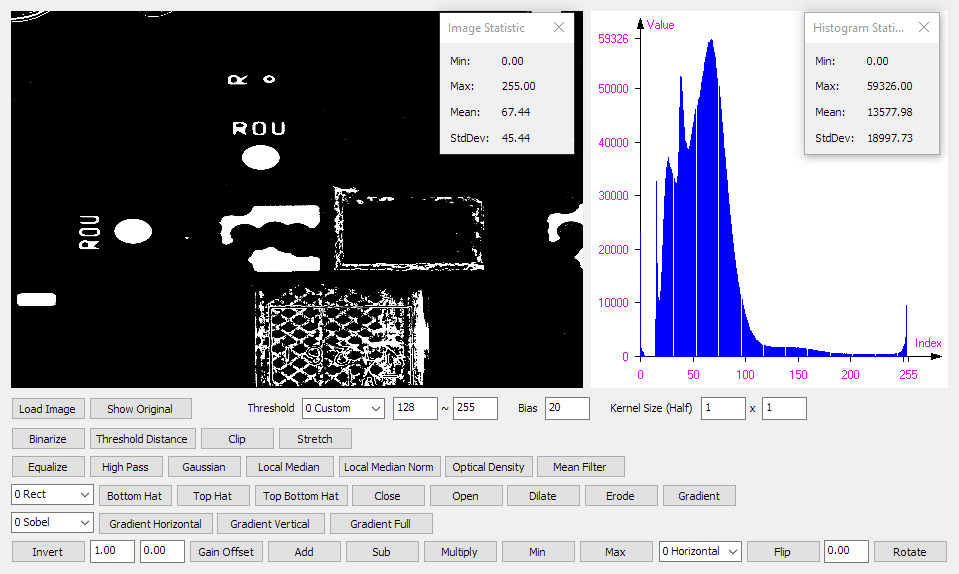 Image Statistic
Min: 0.00
Max: 255.00
Mean: 67.44
StdDev: 45.44
R o
ROU
ROU
Value
59326
50000
40000
30000
20000
10000
0
0 50 100 150 200 255
Index
Histogram Stati...
Min: 0.00
Max: 59326.00
Mean: 13577.98
StdDev: 18997.73
Load Image Show Original Threshold 0 Custom 128 ~ 255 Bias 20 Kernel Size (Half) 1 x 1
Binarize Threshold Distance Clip Stretch
Equalize High Pass Gaussian Local Median Local Median Norm Optical Density Mean Filter
0 Rect Bottom Hat Top Hat Top Bottom Hat Close Open Dilate Erode Gradient
0 Sobel Gradient Horizontal Gradient Vertical Gradient Full
Invert 1.00 0.00 Gain Offset Add Sub Multiply Min Max 0 Horizontal Flip 0.00 Rotate